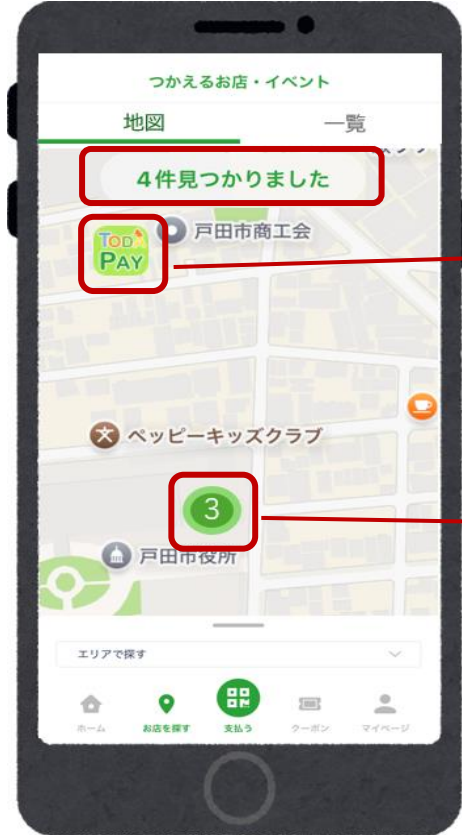 つかえるお店・イベント
地図
一覧
4件見つかりました
TODA
PAY
戸田市商工会
ペッピーキッズクラブ
3
戸田市役所
エリアで探す
ホーム
お店を探す
支払う
クーポン
マイページ